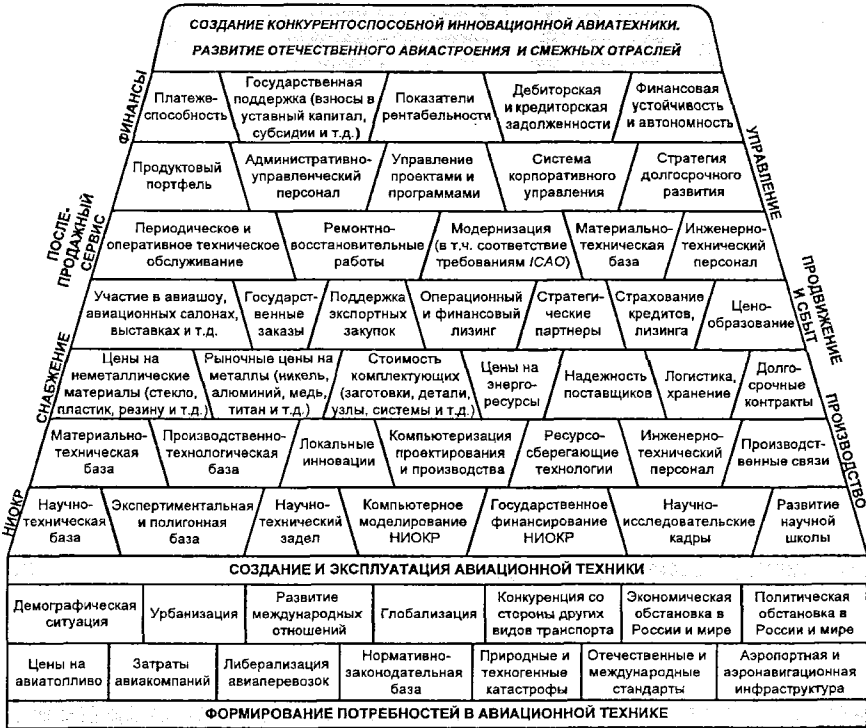 СОЗДАНИЕ КОНКУРЕНТОСПОСОБНОЙ ИННОВАЦИОННОЙ АВИАТЕХНИКИ.
РАЗВИТИЕ ОТЕЧЕСТВЕННОГО АВИАСТРОЕНИЯ И СМЕЖНЫХ ОТРАСЛЕЙ
ФИНАНСЫ
Платеже-
способность
Государственная
поддержка (взносы в
уставный капитал,
субсидии и т.д.)
Показатели
рентабельности
Дебиторская
и кредиторская
задолженности
Финансовая
устойчивость
и автономность
УПРАВЛЕНИЕ
Продуктовый
портфель
Административно-
управленческий
персонал
Управление
проектами и
программами
Система
корпоративного
управления
Стратегия
долгосрочного
развития
ПОСЛЕ-
ПРОДАЖНЫЙ
СЕРВИС
Периодическое и
оперативное техническое
обслуживание
Ремонтно-
восстановительные
работы
Модернизация
(в т.ч. соответствие
требованиям ICAO)
Материально-
техническая
база
Инженерно-
технический
персонал
ПРОДВИЖЕНИЕ
И СБЫТ
Участие в авиашоу,
авиационных салонах,
выставках и т.д.
Государст-
венные
заказы
Поддержка
экспортных
закупок
Операционный
и финансовый
лизинг
Стратеги-
ческие
партнеры
Страхование
кредитов,
лизинга
Цено-
образование
СНАБЖЕНИЕ
Цены на
неметаллические
материалы (стекло,
пластик, резину и т.д.)
Рыночные цены на
металлы (никель,
алюминий, медь,
титан и т.д.)
Стоимость
комплектующих
(заготовки, детали,
узлы, системы и т.д.)
Цены на
энерго-
ресурсы
Надежность
поставщиков
Логистика,
хранение
Долго-
срочные
контракты
ПРОИЗВОДСТВО
Материально-
техническая
база
Производственно-
технологическая
база
Локальные
инновации
Компьютеризация
проектирования
и производства
Ресурсо-
сберегающие
технологии
Инженерно-
технический
персонал
Производст-
венные связи
НИОКР
Научно-
техническая
база
Экспертиментальная
и полигонная
база
Научно-
технический
задел
Компьютерное
моделирование
НИОКР
Государственное
финансирование
НИОКР
Научно-
исследовательские
кадры
Развитие
научной
школы
СОЗДАНИЕ И ЭКСПЛУАТАЦИЯ АВИАЦИОННОЙ ТЕХНИКИ
Демографическая
ситуация
Урбанизация
Развитие
международных
отношений
Глобализация
Конкуренция со
стороны других
видов транспорта
Экономическая
обстановка в
России и мире
Политическая
обстановка в
России и мире
Цены на
авиатопливо
Затраты
авиакомпаний
Либерализация
авиаперевозок
Нормативно-
законодательная
база
Природные и
техногенные
катастрофы
Отечественные и
международные
стандарты
Аэропортная и
аэронавигационная
инфраструктура
ФОРМИРОВАНИЕ ПОТРЕБНОСТЕЙ В АВИАЦИОННОЙ ТЕХНИКЕ